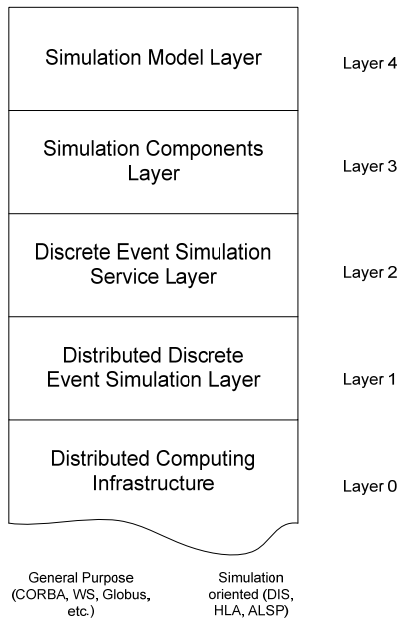 Simulation Model Layer
Layer 4
Simulation Components
Layer
Layer 3
Discrete Event Simulation
Service Layer
Layer 2
Distributed Discrete
Event Simulation Layer
Layer 1
Distributed Computing
Infrastructure
Layer 0
General Purpose
(CORBA, WS, Globus,
etc.)
Simulation
oriented (DIS,
HLA, ALSP)